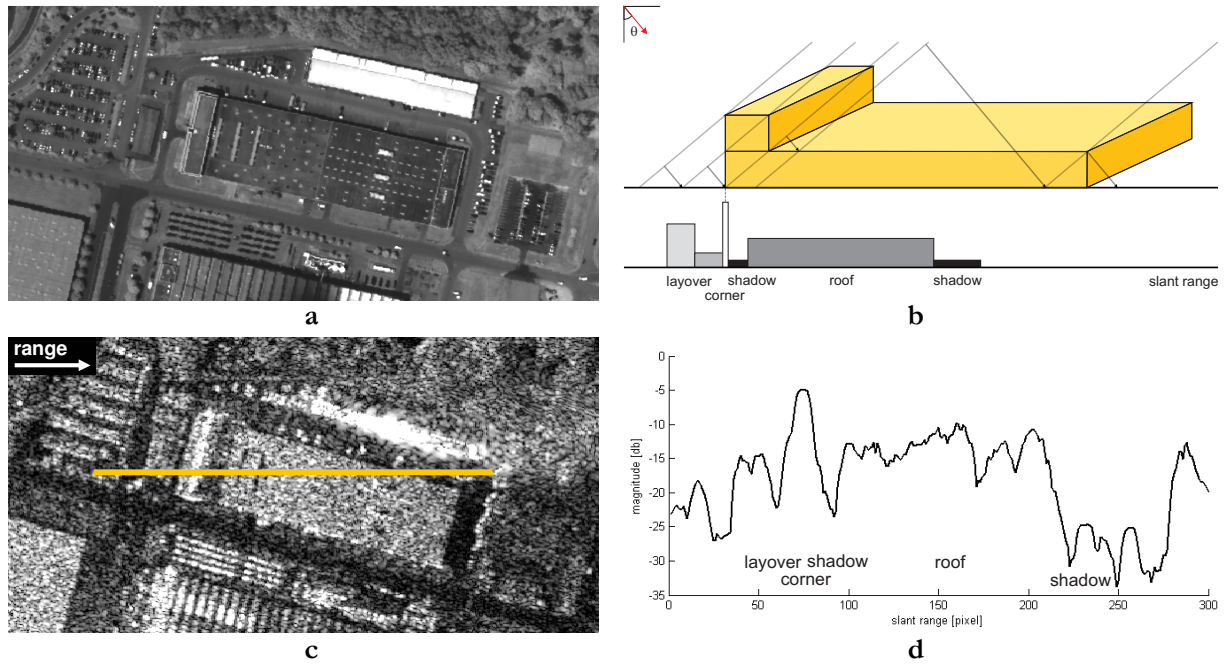 θ
layover shadow roof shadow slant range
corner
a
b
range
0
-5
-10
-15
-20
-25
-30
-35
magnitude [db]
layover shadow roof shadow
corner
0 50 100 150 200 250 300
slant range [pixel]
c
d